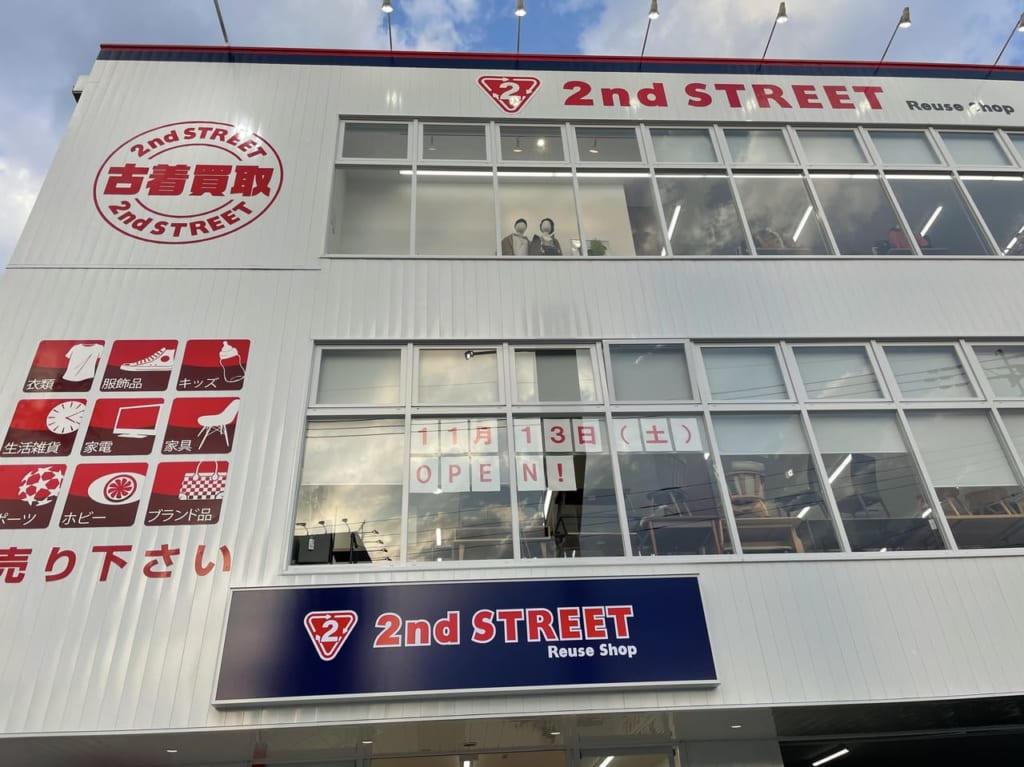 2 2nd STREET Reuse Shop
2nd STREET
古着買取
2nd STREET
衣類 服飾品 キッズ
生活雑貨 家電 家具
ポーツ ホビー ブランド品
売り下さい
11月13日(土)
OPEN!
2 2nd STREET
Reuse Shop